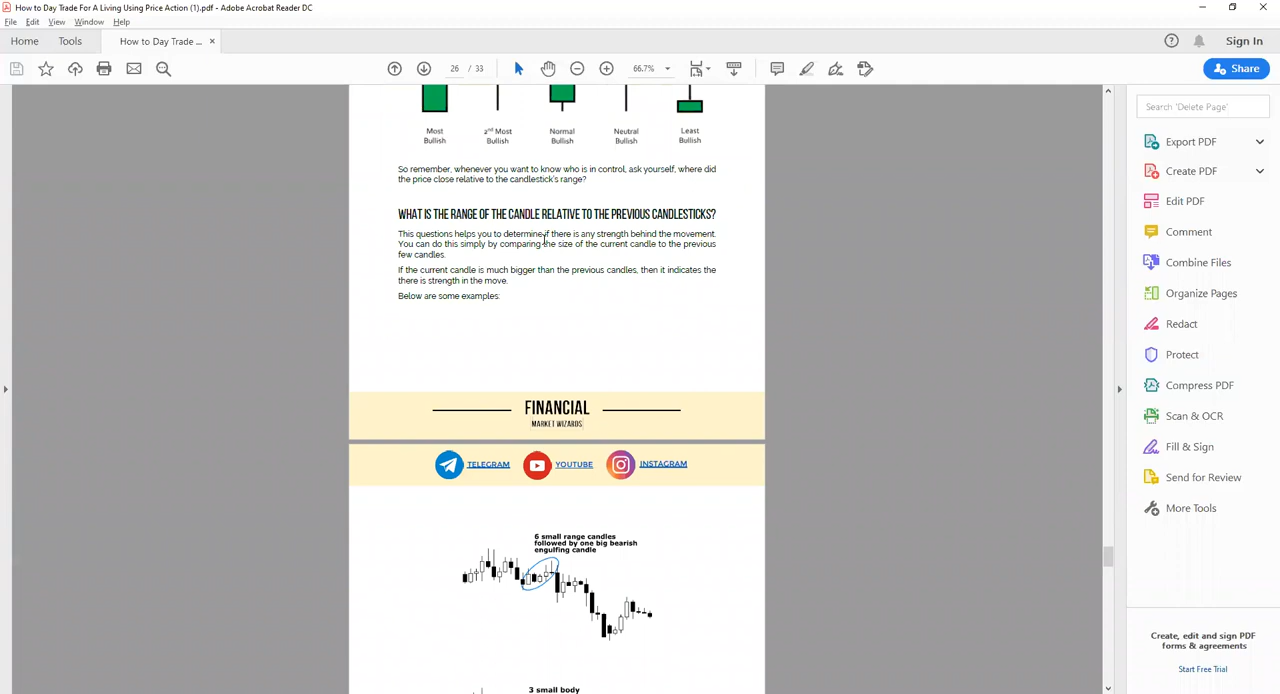 How to Day Trade For A Living Using Price Action (1).pdf - Adobe Acrobat Reader DC
File Edit View Window Help
Home Tools How to Day Trade ... × Sign In
26 / 33 66.7% Share
Most Bullish
2nd Most Bullish
Normal Bullish
Neutral Bullish
Least Bullish
So remember, whenever you want to know who is in control, ask yourself, where did
the price close relative to the candlestick's range?
WHAT IS THE RANGE OF THE CANDLE RELATIVE TO THE PREVIOUS CANDLESTICKS?
This questions helps you to determine if there is any strength behind the movement.
You can do this simply by comparing the size of the current candle to the previous
few candles.
If the current candle is much bigger than the previous candles, then it indicates the
there is strength in the move.
Below are some examples:
FINANCIAL
MARKET WIZARDS
TELEGRAM YOUTUBE INSTAGRAM
6 small range candles
followed by one big bearish
engulfing candle
3 small body
Search 'Delete Page'
Export PDF
Create PDF
Edit PDF
Comment
Combine Files
Organize Pages
Redact
Protect
Compress PDF
Scan & OCR
Fill & Sign
Send for Review
More Tools
Create, edit and sign PDF
forms & agreements
Start Free Trial